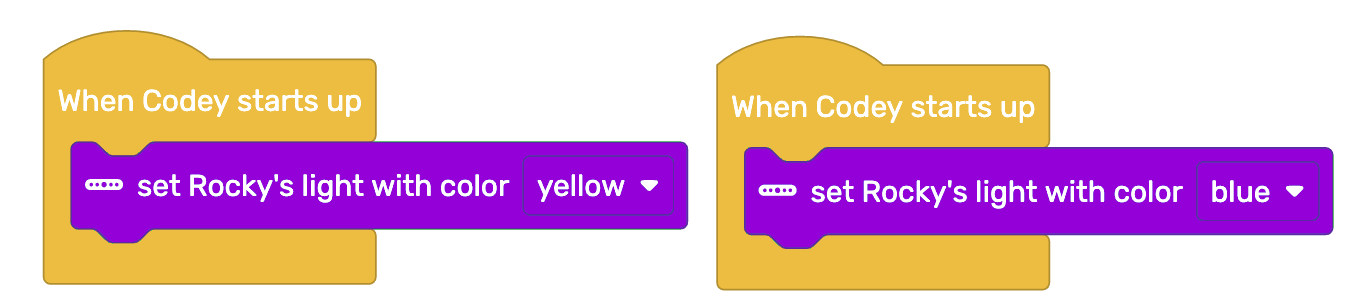 When Codey starts up
set Rocky's light with color yellow
When Codey starts up
set Rocky's light with color blue